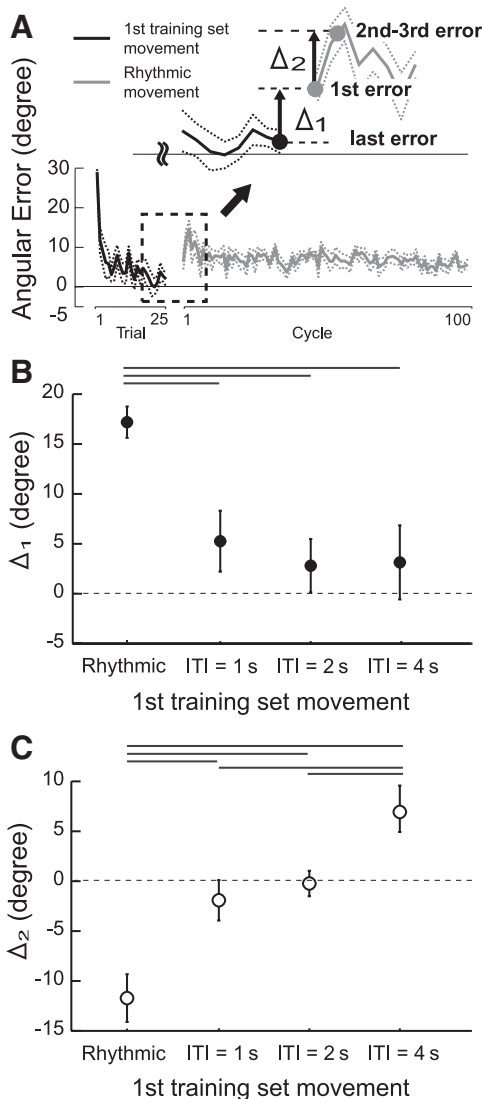 A
1st training set movement
Rhythmic movement
Δ2
2nd-3rd error
1st error
Δ1
last error
Angular Error (degree)
30
20
10
0
-5
1
25
Trial
1
100
Cycle
B
Δ1 (degree)
20
15
10
5
0
-5
Rhythmic
ITI = 1 s
ITI = 2 s
ITI = 4 s
1st training set movement
C
Δ2 (degree)
10
5
0
-5
-10
-15
Rhythmic
ITI = 1 s
ITI = 2 s
ITI = 4 s
1st training set movement